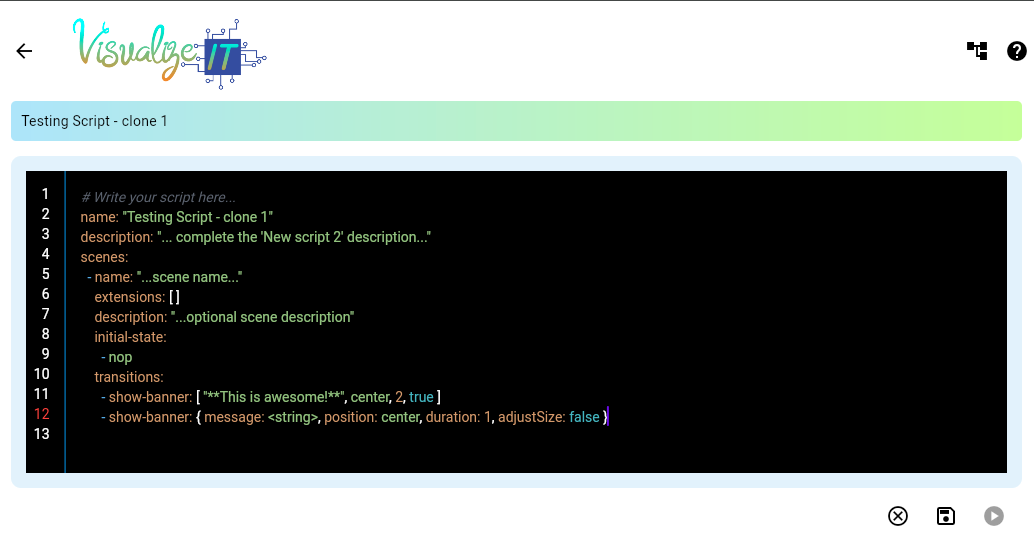 Visualize IT
Testing Script - clone 1
1 # Write your script here...
2 name: "Testing Script - clone 1"
3 description: "... complete the 'New script 2' description..."
4 scenes:
5 - name: "...scene name..."
6 extensions: []
7 description: "...optional scene description"
8 initial-state:
9 - nop
10 transitions:
11 - show-banner: [ "**This is awesome!**", center, 2, true ]
12 - show-banner: { message: <string>, position: center, duration: 1, adjustSize: false }
13